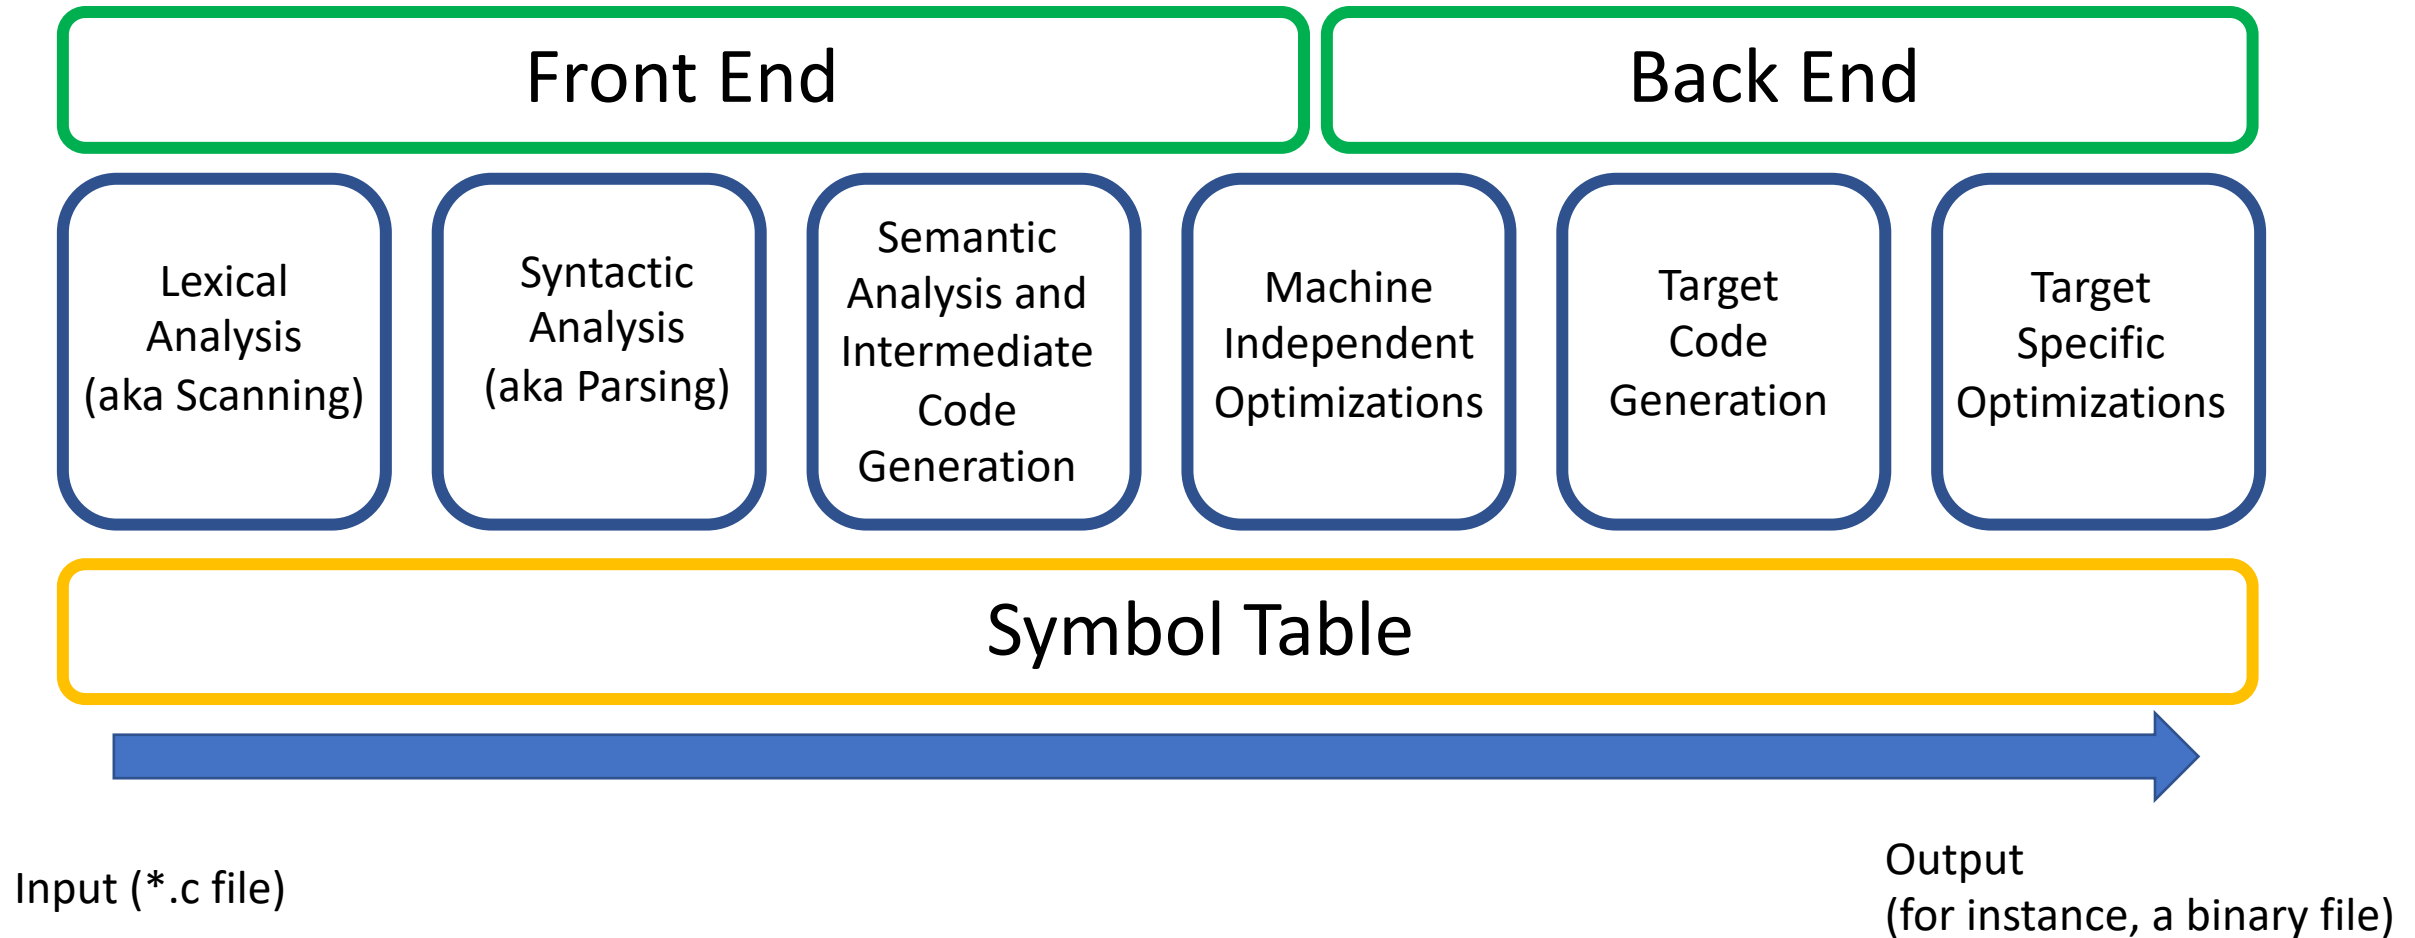 Front End
Back End
Lexical
Analysis
(aka Scanning)
Syntactic
Analysis
(aka Parsing)
Semantic
Analysis and
Intermediate
Code
Generation
Machine
Independent
Optimizations
Target
Code
Generation
Target
Specific
Optimizations
Symbol Table
Input (*.c file)
Output
(for instance, a binary file)